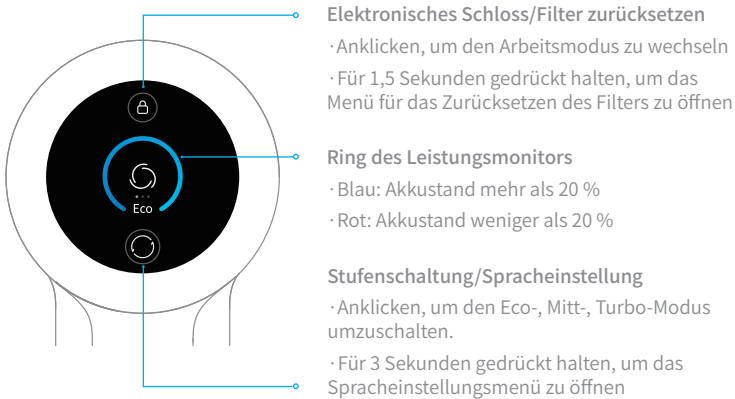 Elektronisches Schloss/Filter zurücksetzen
·Anklicken, um den Arbeitsmodus zu wechseln
·Für 1,5 Sekunden gedrückt halten, um das
Menü für das Zurücksetzen des Filters zu öffnen
Eco
Ring des Leistungsmonitors
·Blau: Akkustand mehr als 20 %
·Rot: Akkustand weniger als 20 %
Stufenschaltung/Spracheinstellung
·Anklicken, um den Eco-, Mitt-, Turbo-Modus
umzuschalten.
·Für 3 Sekunden gedrückt halten, um das
Spracheinstellungsmenü zu öffnen